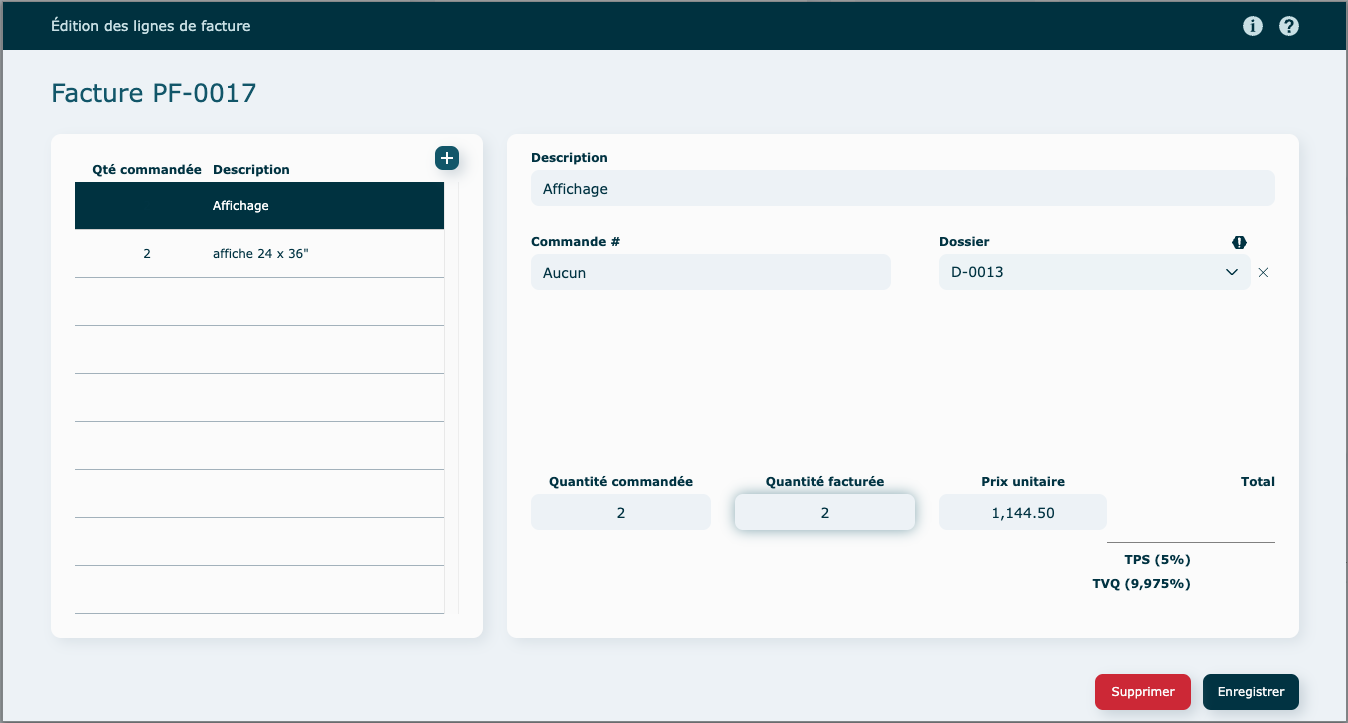 Édition des lignes de facture
Facture PF-0017
Qté commandée Description
Affichage
2 affiche 24 x 36"
Description
Affichage
Commande # Dossier
Aucun D-0013
Quantité commandée Quantité facturée Prix unitaire Total
2 2 1,144.50
TPS (5%)
TVQ (9,975%)
Supprimer Enregistrer